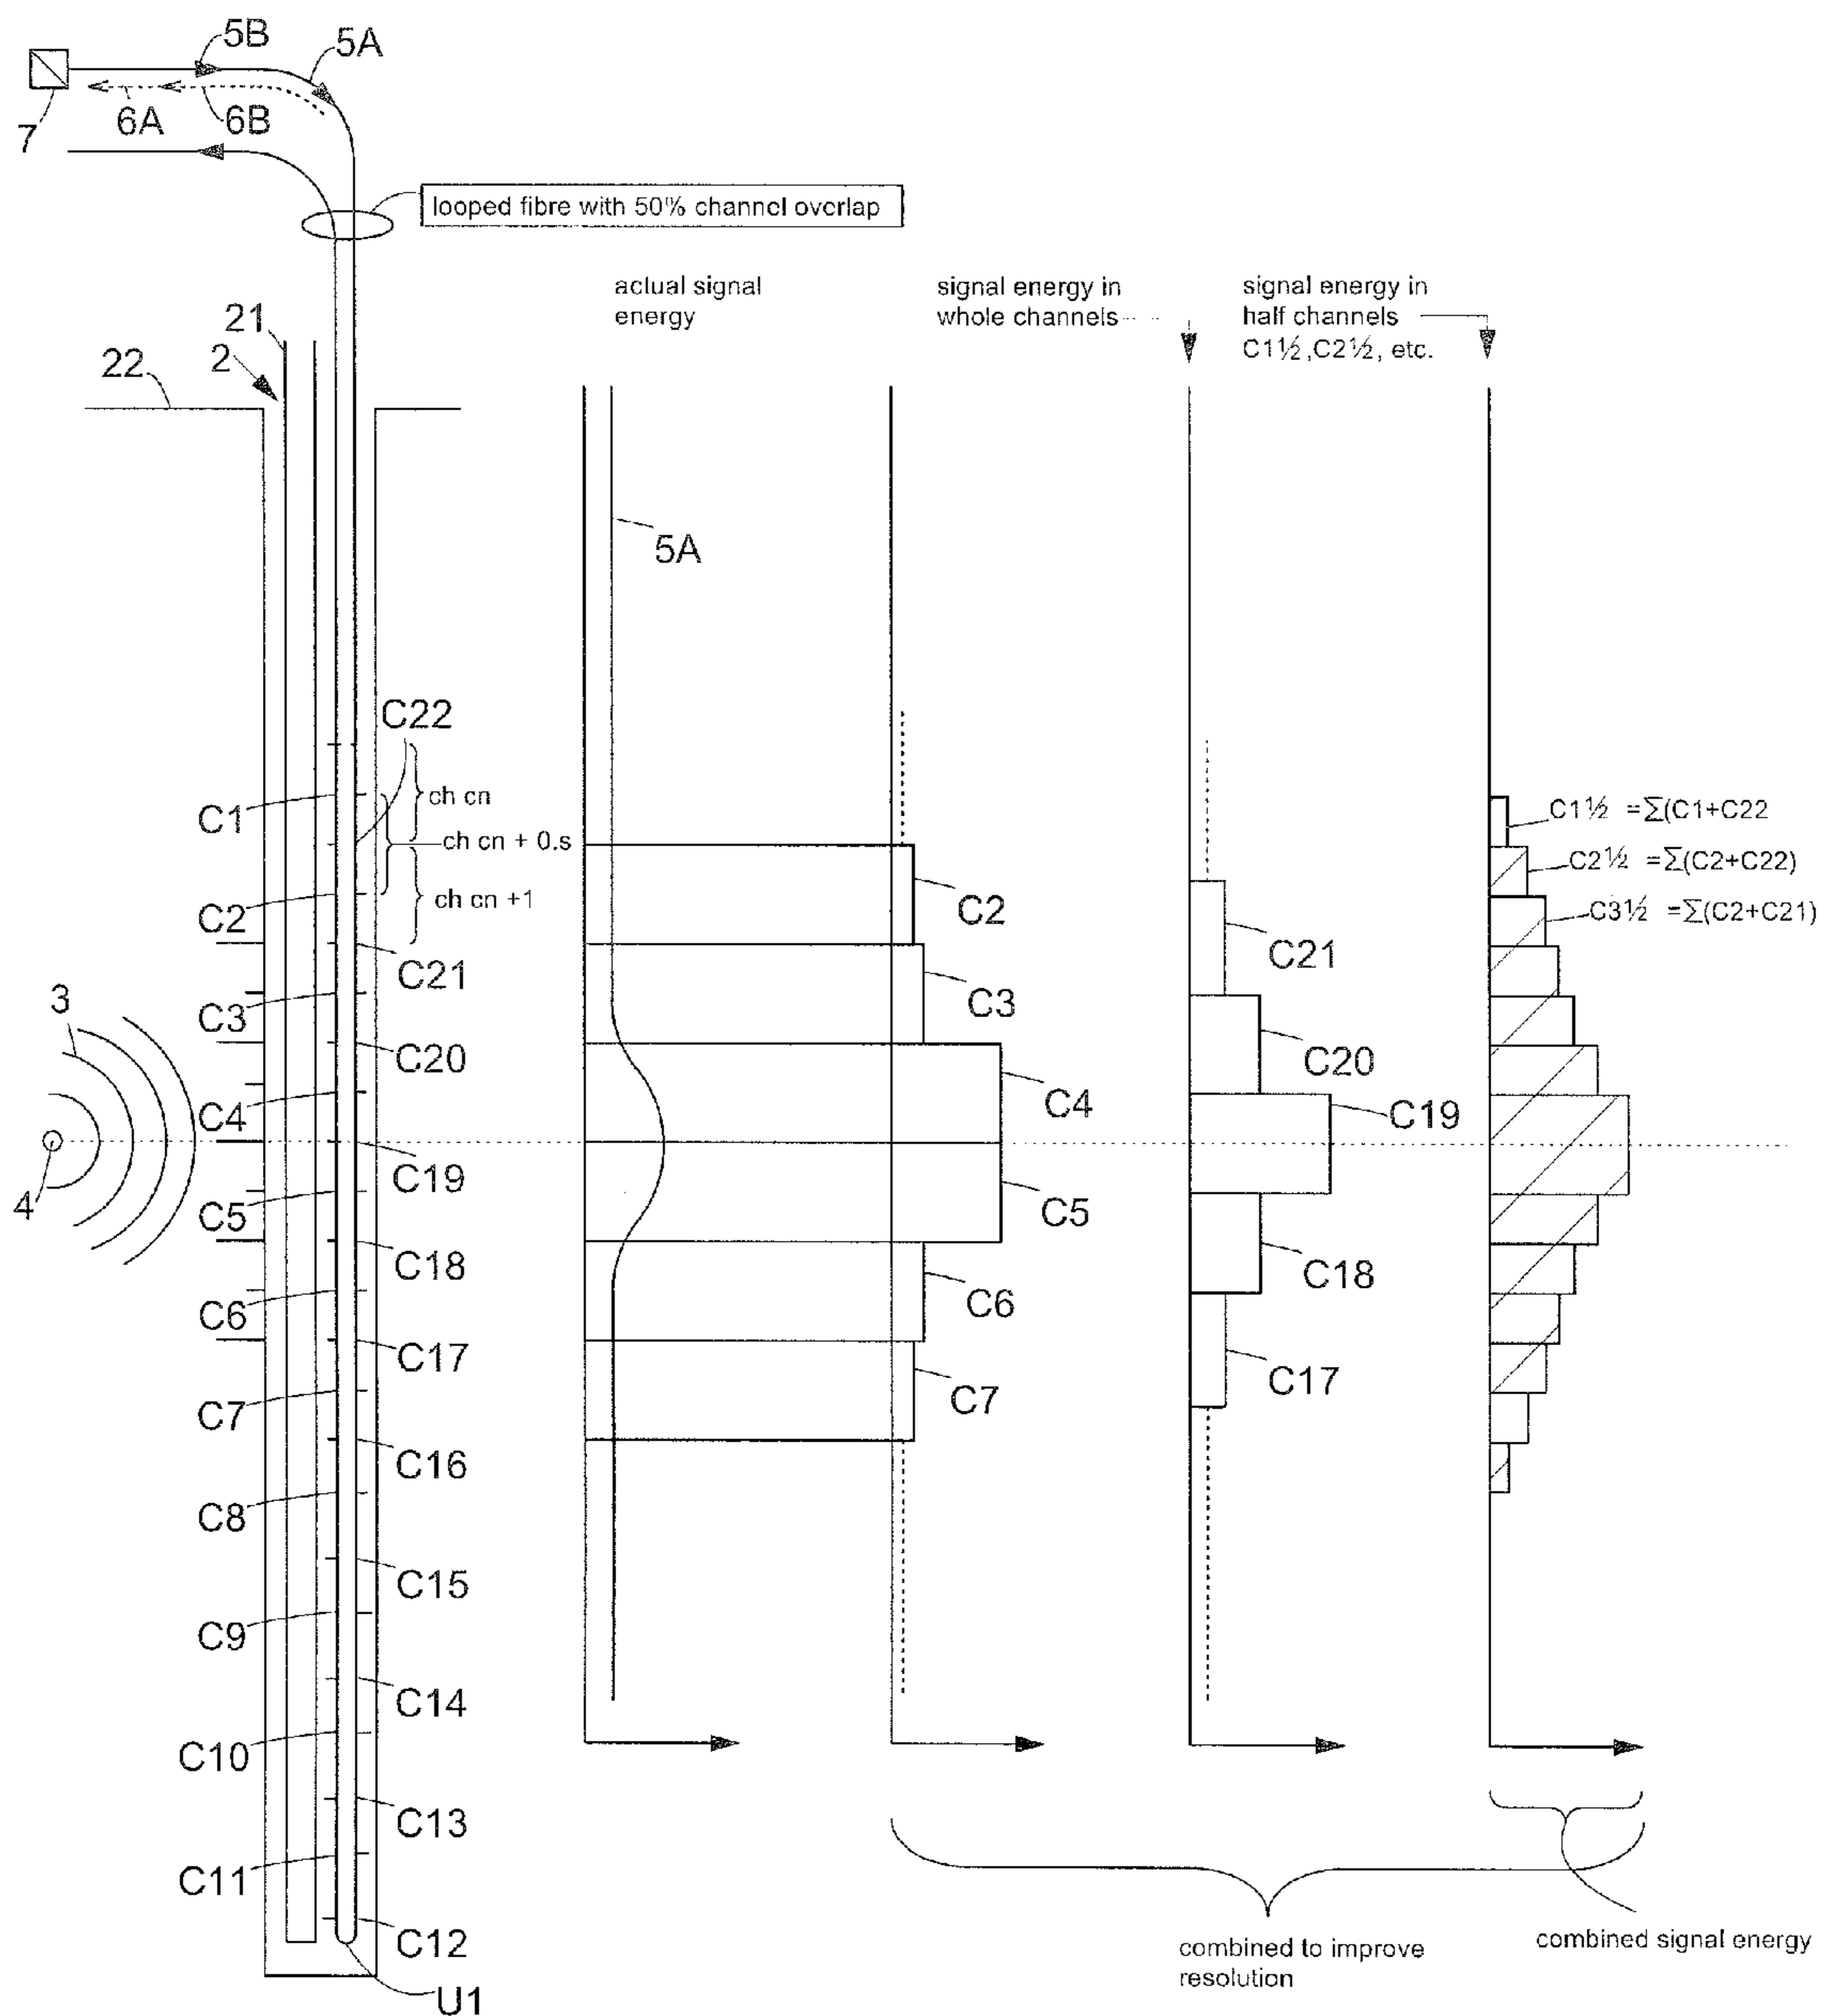 5B
5A
7
6A
6B
looped fibre with 50% channel overlap
actual signal
energy
signal energy in
whole channels
signal energy in
half channels
C1½,C2½, etc.
21
2
22
5A
C22
C1
ch cn
ch cn + 0.s
ch cn +1
C2
C21
C3
C20
C4
C19
C5
C18
C6
C17
C7
C16
C8
C15
C9
C14
C10
C13
C11
C12
U1
3
4
C2
C3
C4
C5
C6
C7
C21
C20
C19
C18
C17
C1½ =∑(C1+C22
C2½ =∑(C2+C22)
C3½ =∑(C2+C21)
combined to improve
resolution
combined signal energy